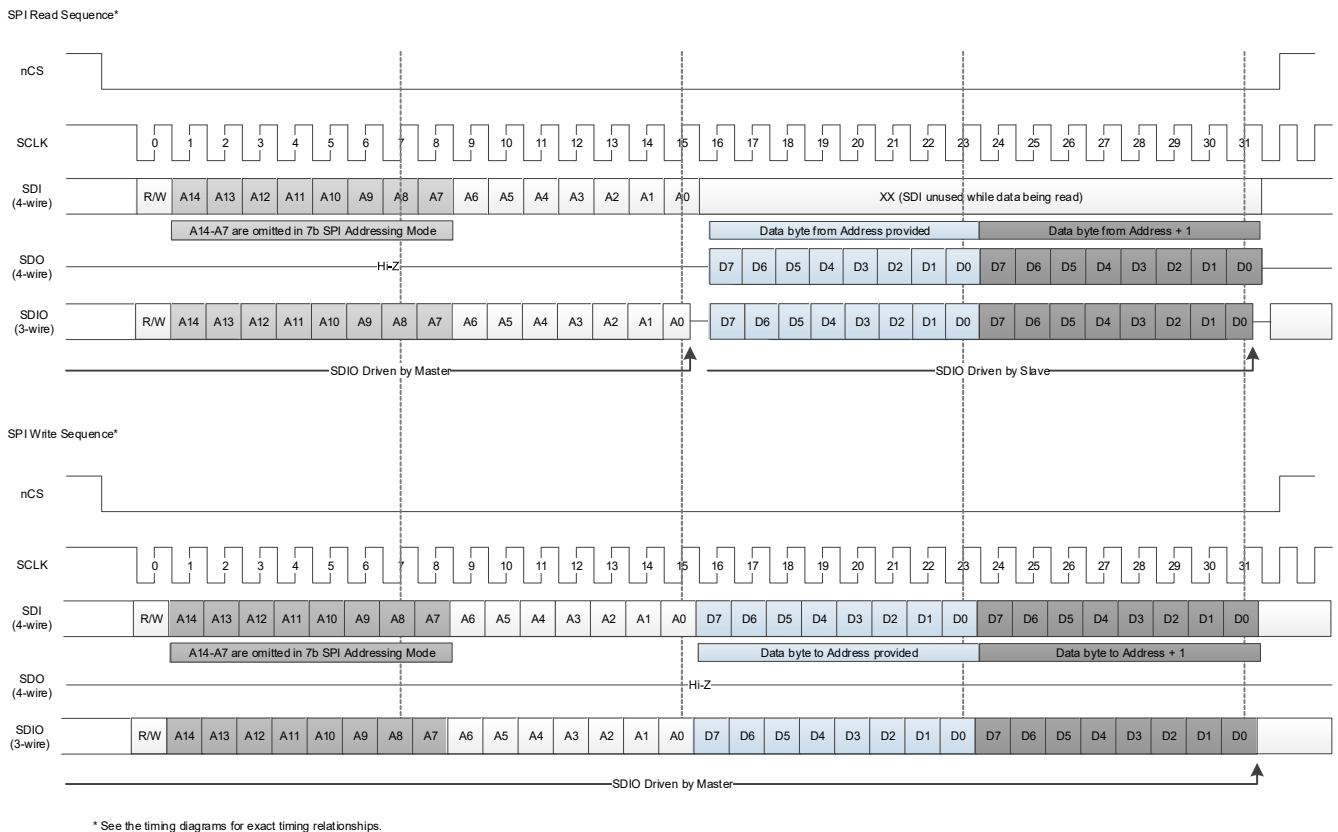 SPI Read Sequence*
nCS
SCLK 0 1 2 3 4 5 6 7 8 9 10 11 12 13 14 15 16 17 18 19 20 21 22 23 24 25 26 27 28 29 30 31
SDI (4-wire) R/W A14 A13 A12 A11 A10 A9 A8 A7 A6 A5 A4 A3 A2 A1 A0 XX (SDI unused while data being read)
A14-A7 are omitted in 7b SPI Addressing Mode Data byte from Address provided Data byte from Address + 1
SDO (4-wire) Hi-Z D7 D6 D5 D4 D3 D2 D1 D0 D7 D6 D5 D4 D3 D2 D1 D0
SDIO (3-wire) R/W A14 A13 A12 A11 A10 A9 A8 A7 A6 A5 A4 A3 A2 A1 A0 D7 D6 D5 D4 D3 D2 D1 D0 D7 D6 D5 D4 D3 D2 D1 D0
SDIO Driven by Master SDIO Driven by Slave
SPI Write Sequence*
nCS
SCLK 0 1 2 3 4 5 6 7 8 9 10 11 12 13 14 15 16 17 18 19 20 21 22 23 24 25 26 27 28 29 30 31
SDI (4-wire) R/W A14 A13 A12 A11 A10 A9 A8 A7 A6 A5 A4 A3 A2 A1 A0 D7 D6 D5 D4 D3 D2 D1 D0 D7 D6 D5 D4 D3 D2 D1 D0
A14-A7 are omitted in 7b SPI Addressing Mode Data byte to Address provided Data byte to Address + 1
SDO (4-wire) Hi-Z
SDIO (3-wire) R/W A14 A13 A12 A11 A10 A9 A8 A7 A6 A5 A4 A3 A2 A1 A0 D7 D6 D5 D4 D3 D2 D1 D0 D7 D6 D5 D4 D3 D2 D1 D0
SDIO Driven by Master
* See the timing diagrams for exact timing relationships.